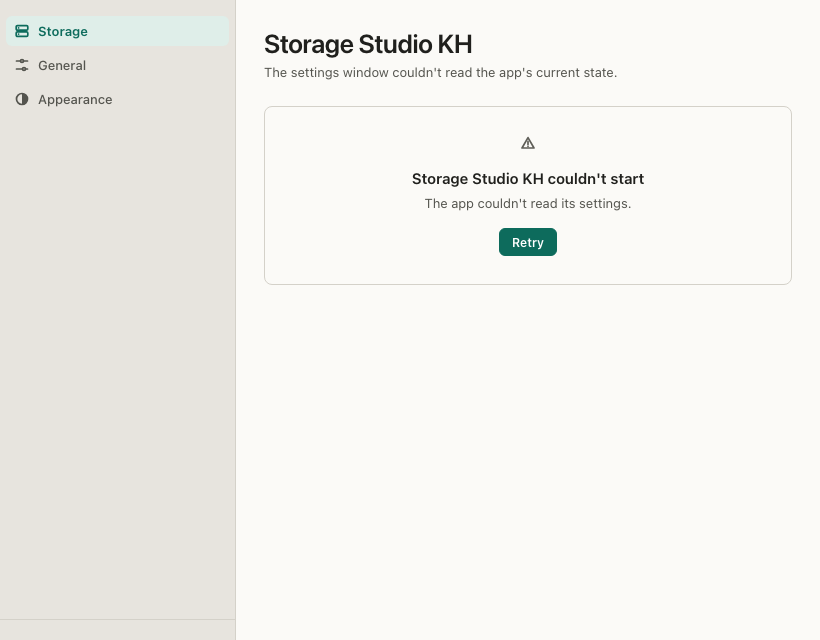 Storage
General
Appearance
Storage Studio KH
The settings window couldn't read the app's current state.
Storage Studio KH couldn't start
The app couldn't read its settings.
Retry